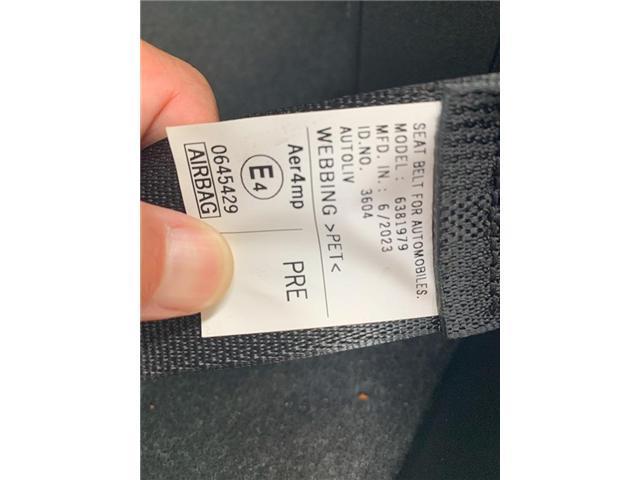 SEAT BELT FOR AUTOMOBILES.
MODEL : 6381979
MFD. IN.: 6/2023
ID.NO. 3604
AUTOLIV
WEBBING >PET<
Aer4mp
E4
0645429
AIRBAG
PRE